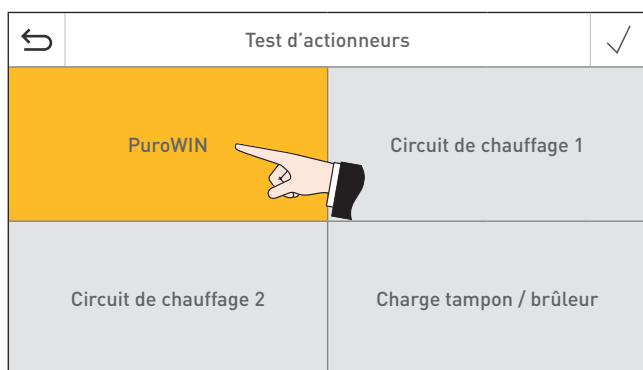 Test d'actionneurs
PuroWIN
Circuit de chauffage 1
Circuit de chauffage 2
Charge tampon / brûleur